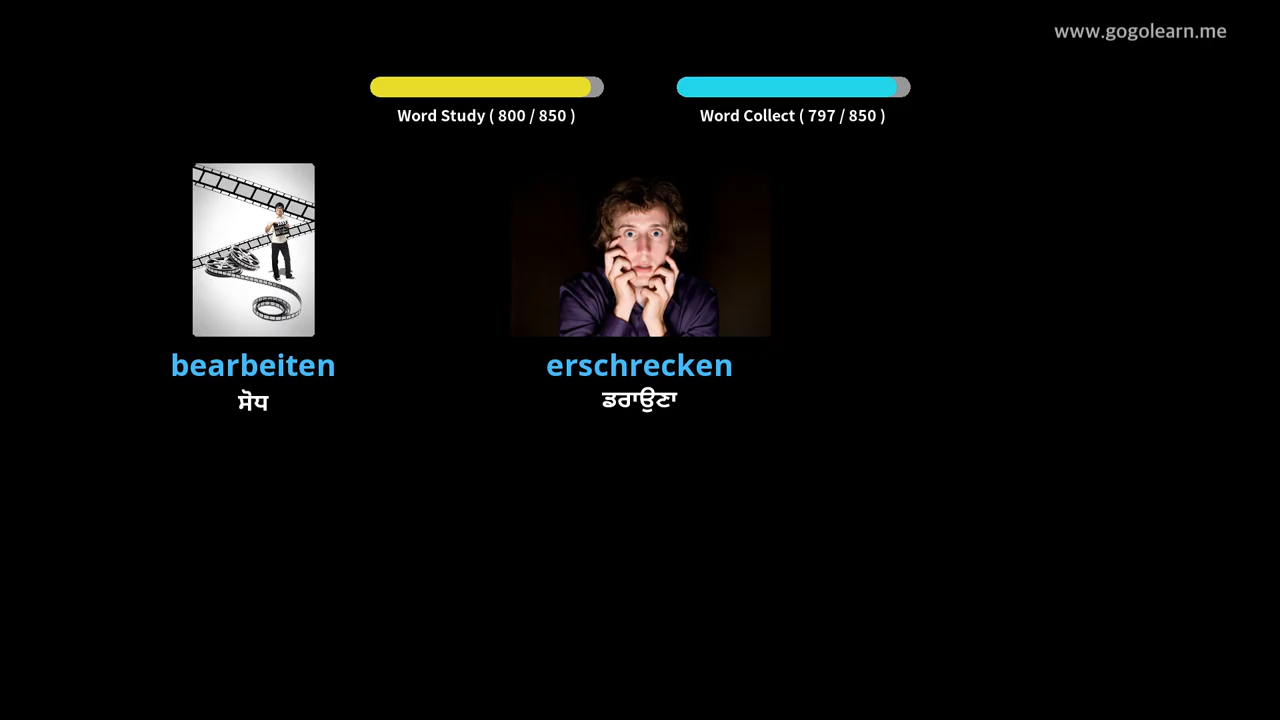 www.gogolearn.me
Word Study ( 800 / 850 )
Word Collect ( 797 / 850 )
bearbeiten
ਸੋਧ
erschrecken
ਡਰਾਉਣਾ